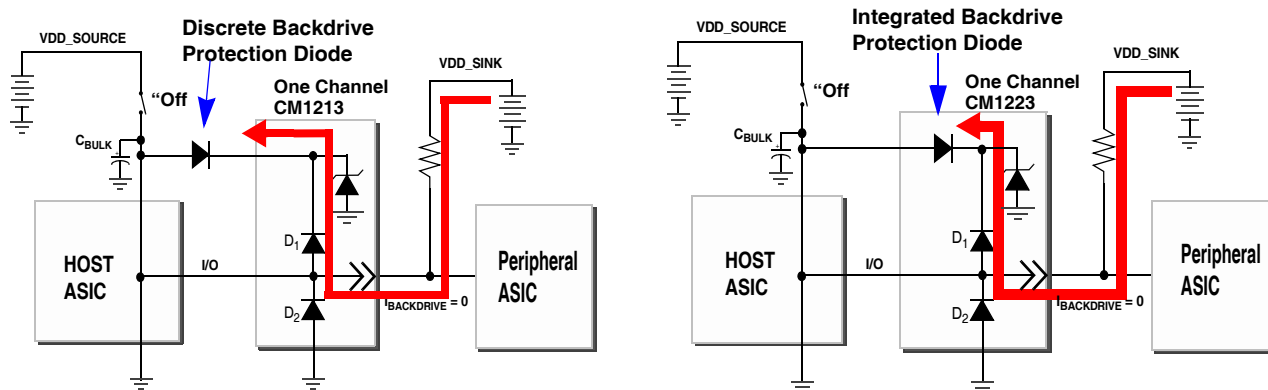 Discrete Backdrive
Protection Diode
VDD_SOURCE
VDD_SINK
One Channel
CM1213
“Off
CBULK
+
D1
HOST
ASIC
I/O
Peripheral
ASIC
IBACKDRIVE = 0
D2
Integrated Backdrive
Protection Diode
VDD_SOURCE
VDD_SINK
One Channel
CM1223
“Off
CBULK
+
D1
HOST
ASIC
I/O
Peripheral
ASIC
IBACKDRIVE = 0
D2